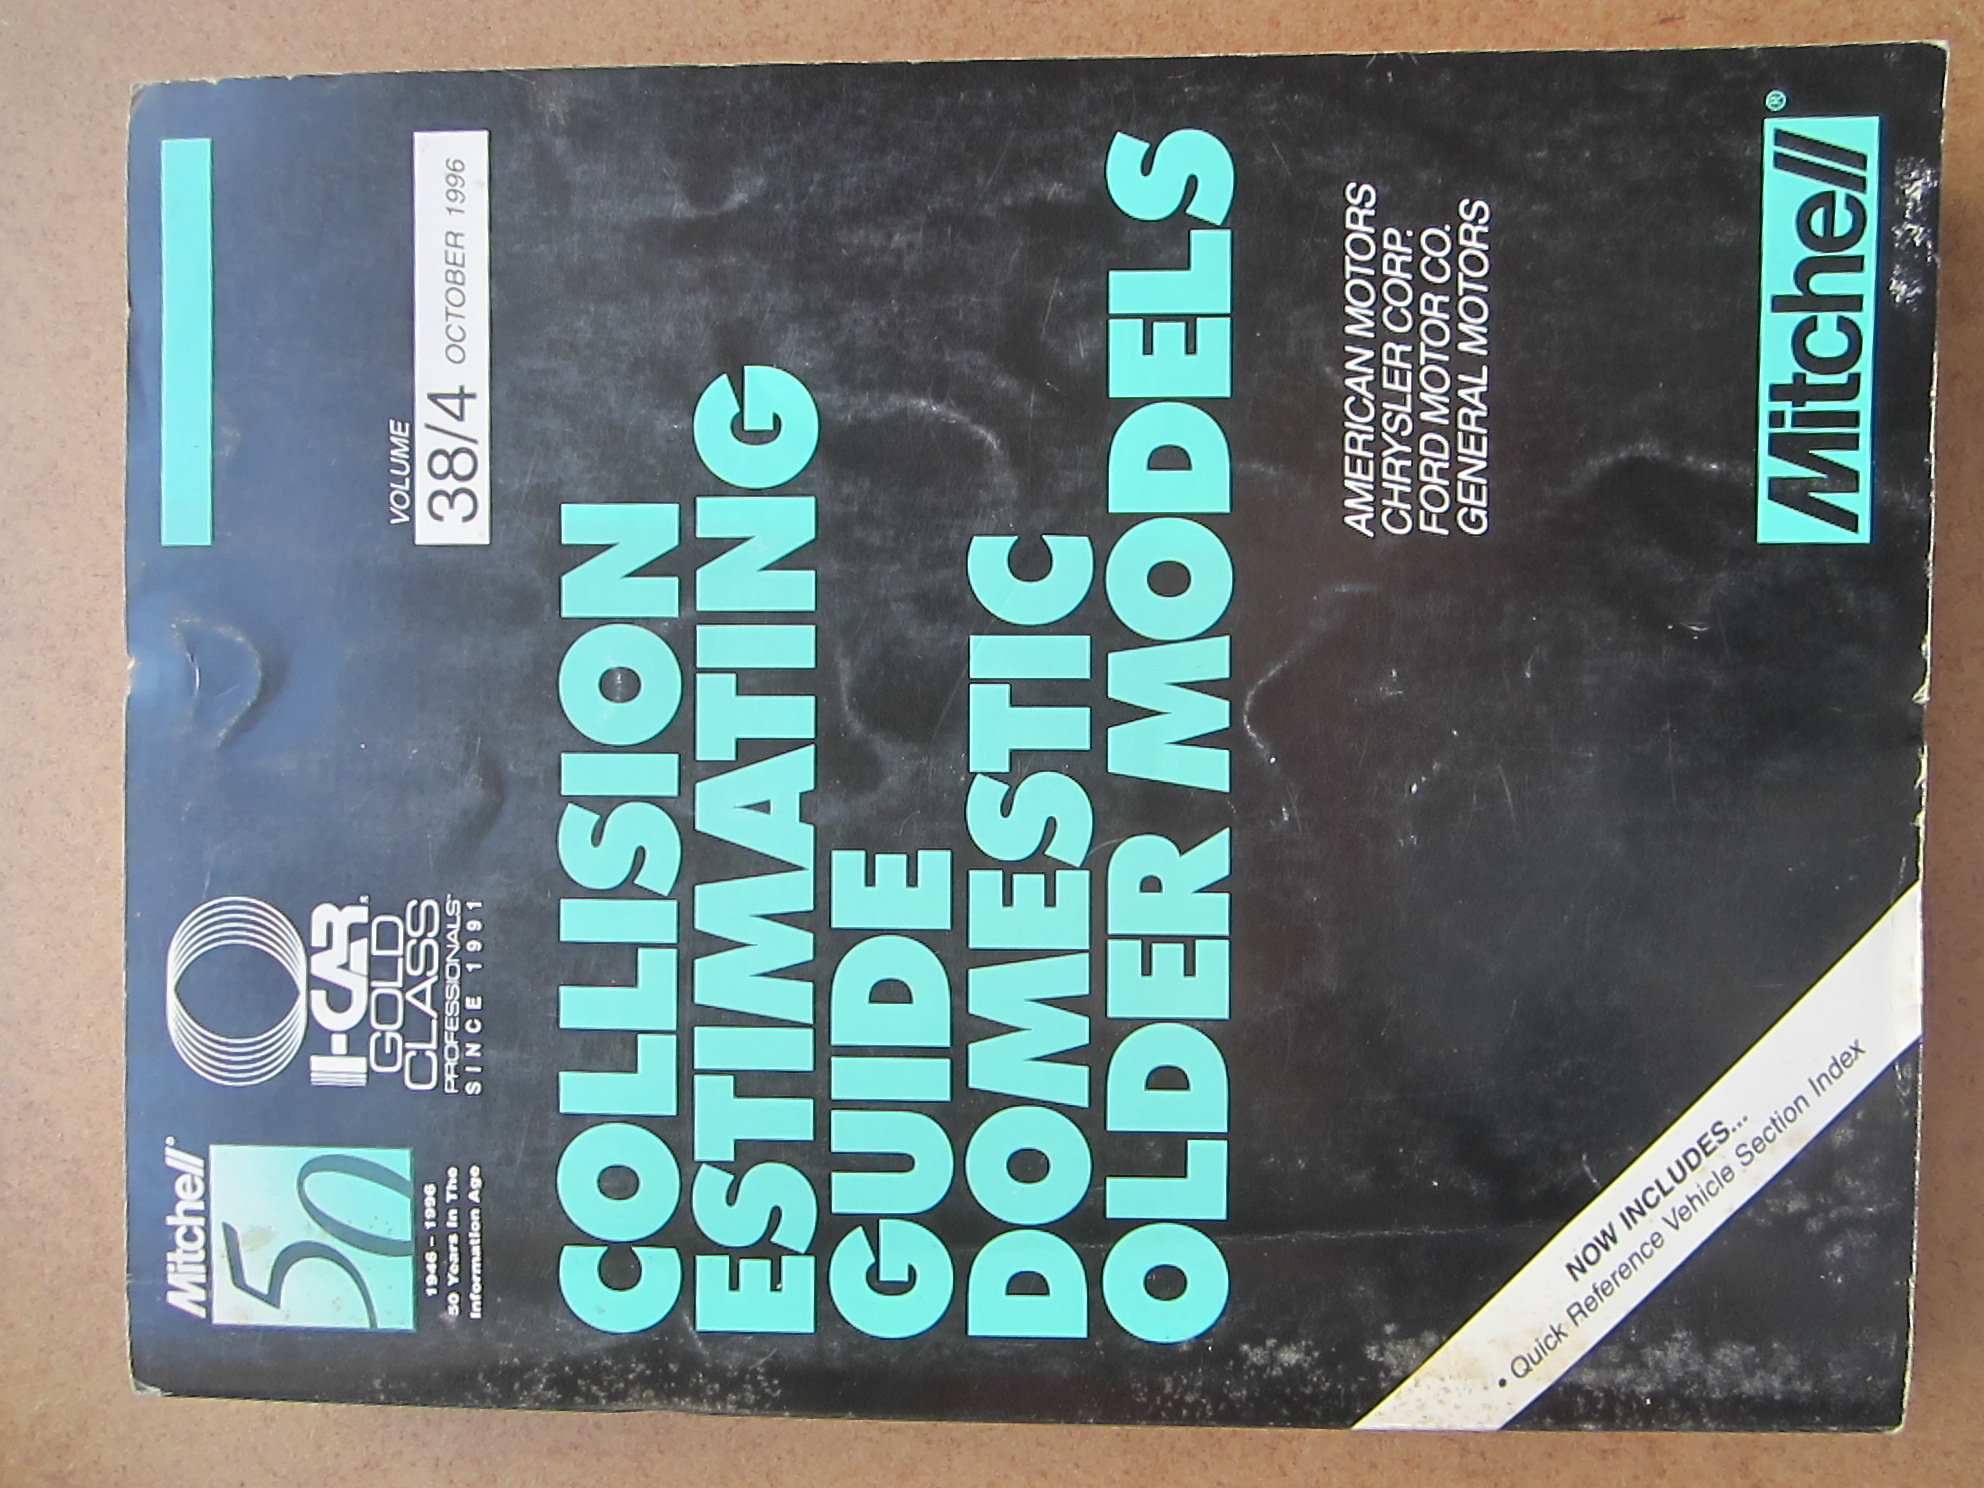 Mitchell®
50
1946 – 1996
50 Years In The
Information Age
I-CAR®
GOLD
CLASS
PROFESSIONALS™
SINCE 1991
VOLUME
38/4 OCTOBER 1996
COLLISION
ESTIMATING
GUIDE
DOMESTIC
OLDER MODELS
AMERICAN MOTORS
CHRYSLER CORP.
FORD MOTOR CO.
GENERAL MOTORS
NOW INCLUDES...
• Quick Reference Vehicle Section Index
Mitchell®